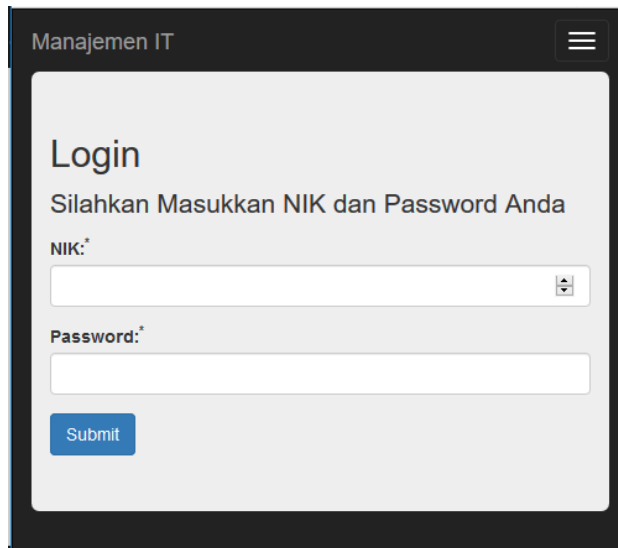 Manajemen IT
Login
Silahkan Masukkan NIK dan Password Anda
NIK:*
Password:*
Submit